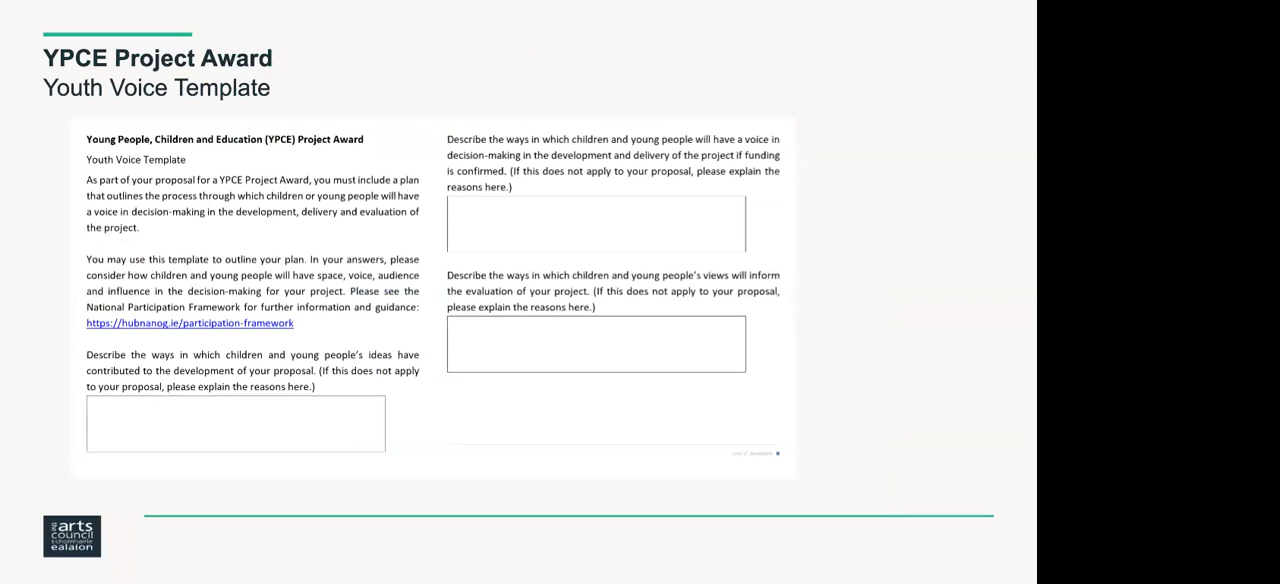 YPCE Project Award
Youth Voice Template
Young People, Children and Education (YPCE) Project Award
Youth Voice Template
As part of your proposal for a YPCE Project Award, you must include a plan
that outlines the process through which children or young people will have
a voice in decision-making in the development, delivery and evaluation of
the project.
You may use this template to outline your plan. In your answers, please
consider how children and young people will have space, voice, audience
and influence in the decision-making for your project. Please see the
National Participation Framework for further information and guidance:
https://hubnanog.ie/participation-framework
Describe the ways in which children and young people's ideas have
contributed to the development of your proposal. (If this does not apply
to your proposal, please explain the reasons here.)
Describe the ways in which children and young people will have a voice in
decision-making in the development and delivery of the project if funding
is confirmed. (If this does not apply to your proposal, please explain the
reasons here.)
Describe the ways in which children and young people's views will inform
the evaluation of your project. (If this does not apply to your proposal,
please explain the reasons here.)
the arts
council
chomhairle
ealaíon